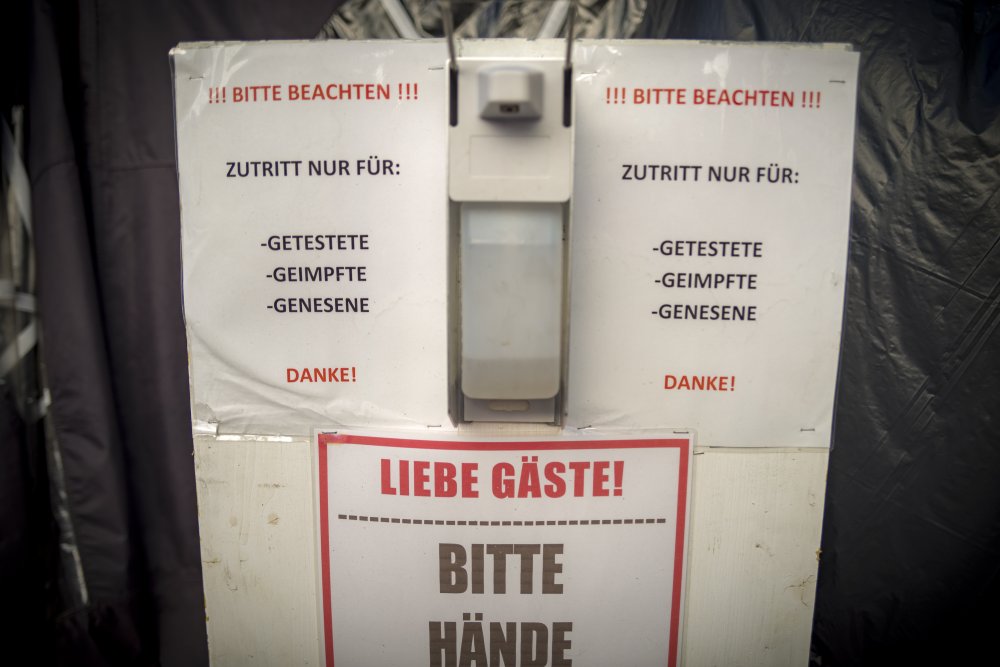 !!! BITTE BEACHTEN !!!
ZUTRITT NUR FÜR:
-GETESTETE
-GEIMPFTE
-GENESENE
DANKE!
!!! BITTE BEACHTEN !!!
ZUTRITT NUR FÜR:
-GETESTETE
-GEIMPFTE
-GENESENE
DANKE!
LIEBE GÄSTE!
BITTE
HÄNDE